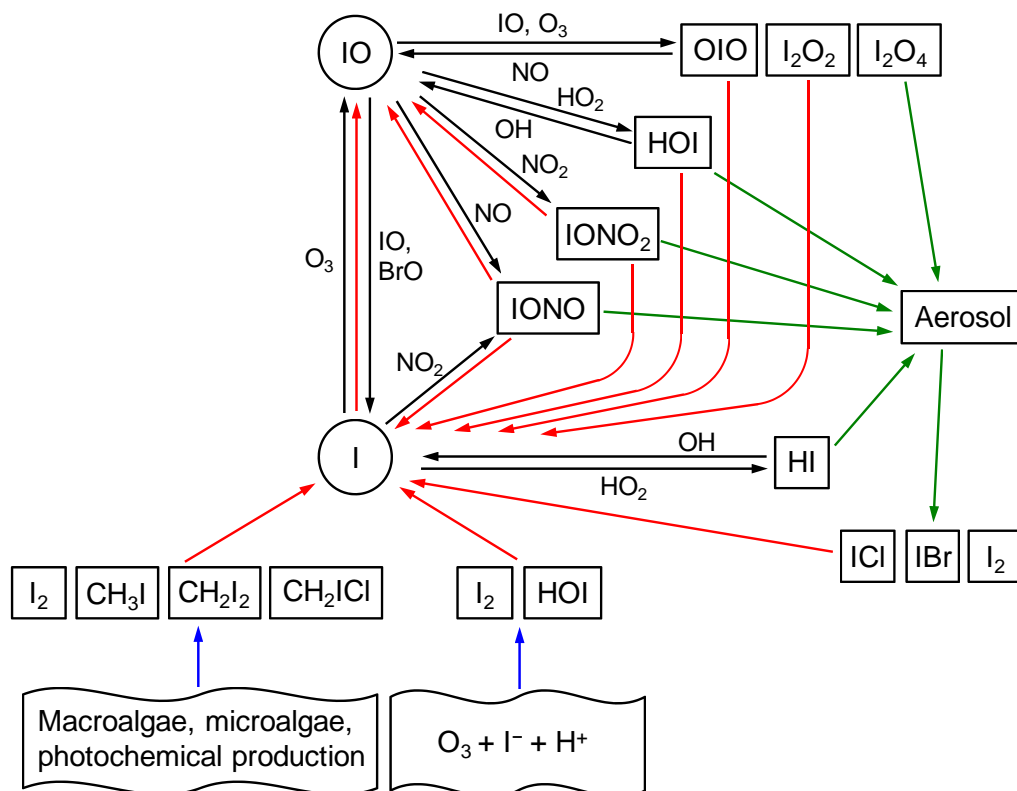 IO, O₃
IO
OIO
I₂O₂
I₂O₄
NO
HO₂
OH
HOI
NO₂
NO
IONO₂
O₃
IO,
BrO
IONO
Aerosol
NO₂
I
OH
HO₂
HI
ICl
IBr
I₂
I₂
CH₃I
CH₂I₂
CH₂ICl
I₂
HOI
Macroalgae, microalgae,
photochemical production
O₃ + I⁻ + H⁺